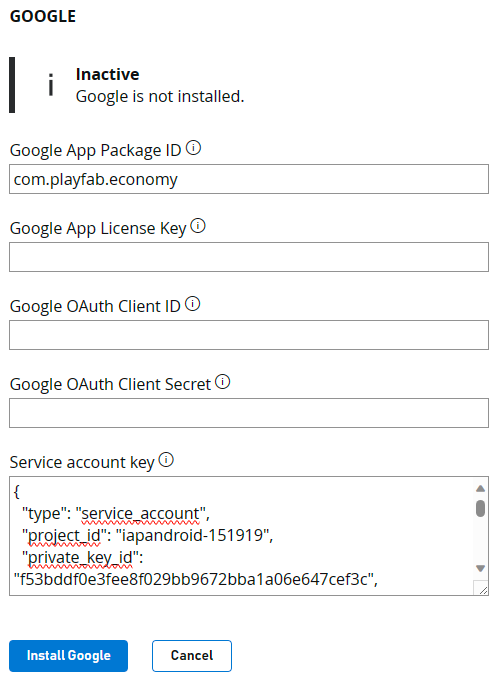 GOOGLE
Inactive
Google is not installed.
Google App Package ID
com.playfab.economy
Google App License Key
Google OAuth Client ID
Google OAuth Client Secret
Service account key
{
"type": "service_account",
"project_id": "iapandroid-151919",
"private_key_id":
"f53bddf0e3fee8f029bb9672bba1a06e647cef3c",
Install Google
Cancel